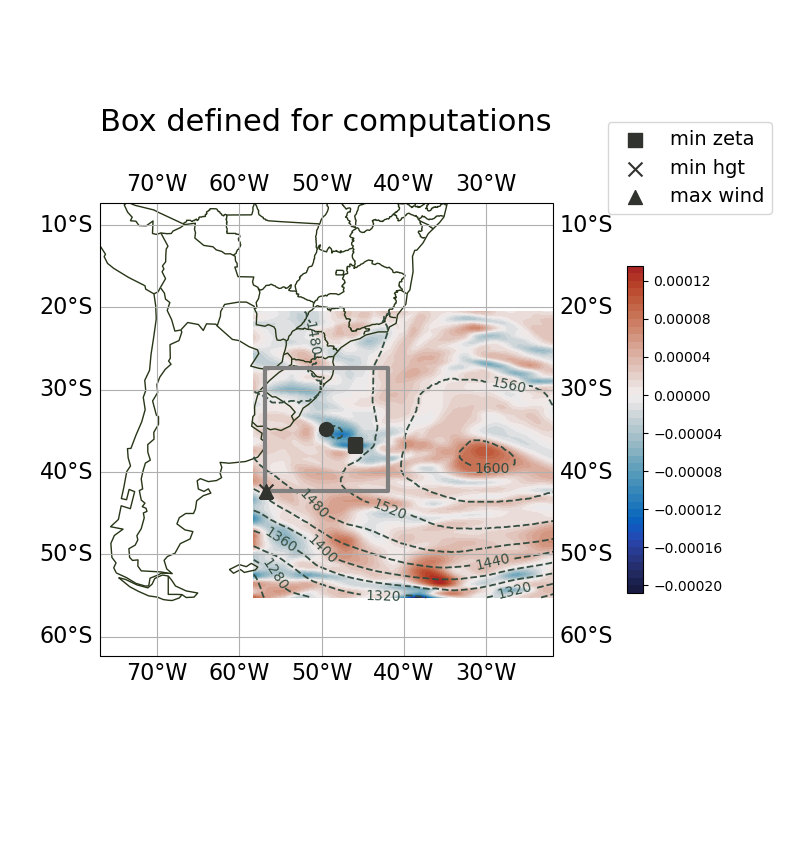 Box defined for computations
min zeta
min hgt
max wind
70°W 60°W 50°W 40°W 30°W
10°S 10°S
20°S 20°S
30°S 30°S
40°S 40°S
50°S 50°S
60°S 60°S
70°W 60°W 50°W 40°W 30°W
1480
1560
1600
1480
1520
1360
1400
1440
1280
1320
1320
0.00012
0.00008
0.00004
0.00000
−0.00004
−0.00008
−0.00012
−0.00016
−0.00020